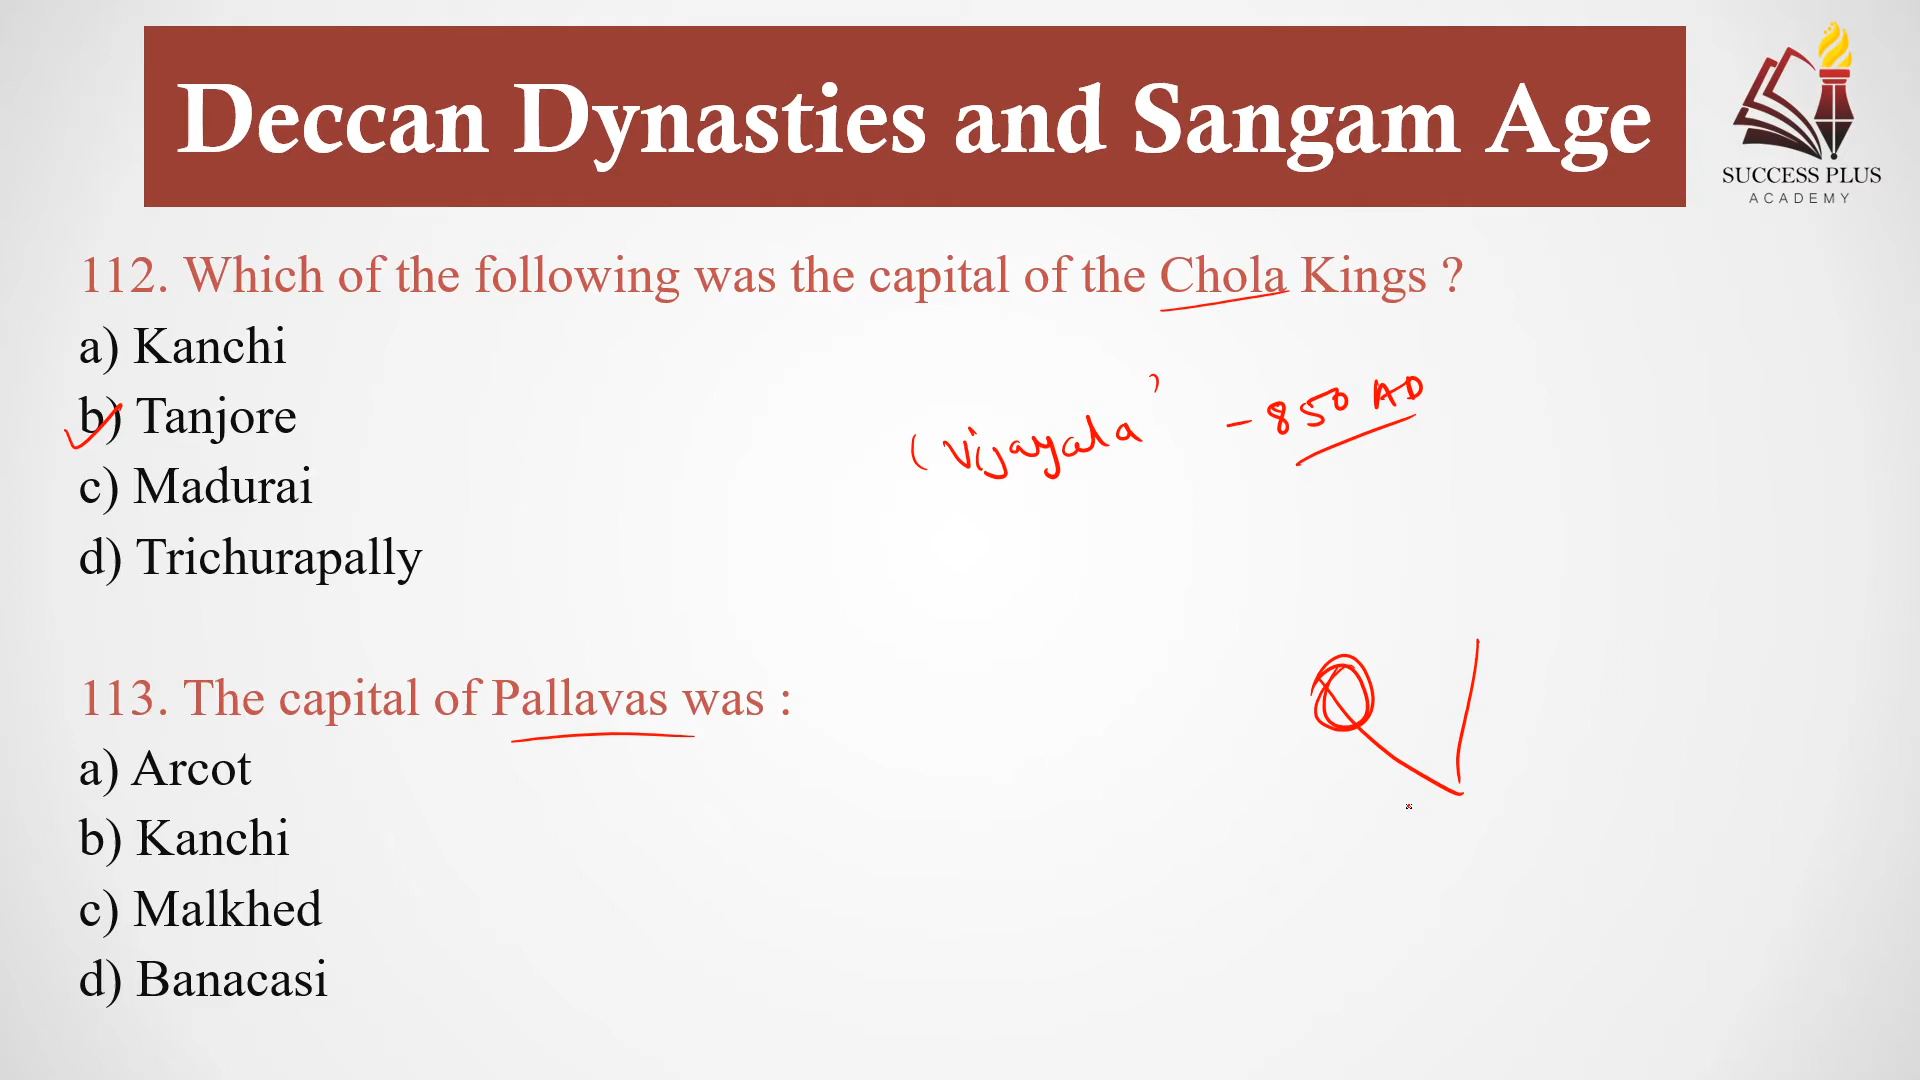 Deccan Dynasties and Sangam Age
SUCCESS PLUS
ACADEMY
112. Which of the following was the capital of the Chola Kings ?
a) Kanchi
b) Tanjore
c) Madurai
d) Trichurapally
(Vijayala) - 850 AD
113. The capital of Pallavas was :
a) Arcot
b) Kanchi
c) Malkhed
d) Banacasi